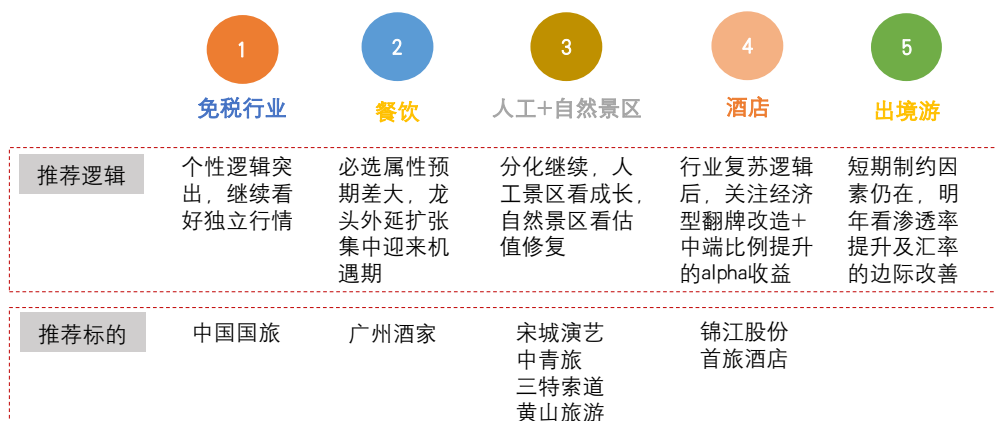 1
2
3
4
5
免税行业
餐饮
人工+自然景区
酒店
出境游
推荐逻辑
个性逻辑突
出，继续看
好独立行情
必选属性预
期差大，龙
头外延扩张
集中迎来机
遇期
分化继续，人
工景区看成长，
自然景区看估
值修复
行业复苏逻辑
后，关注经济
型翻牌改造+
中端比例提升
的alpha收益
短期制约因
素仍在，明
年看渗透率
提升及汇率
的边际改善
推荐标的
中国国旅
广州酒家
宋城演艺
中青旅
三特索道
黄山旅游
锦江股份
首旅酒店